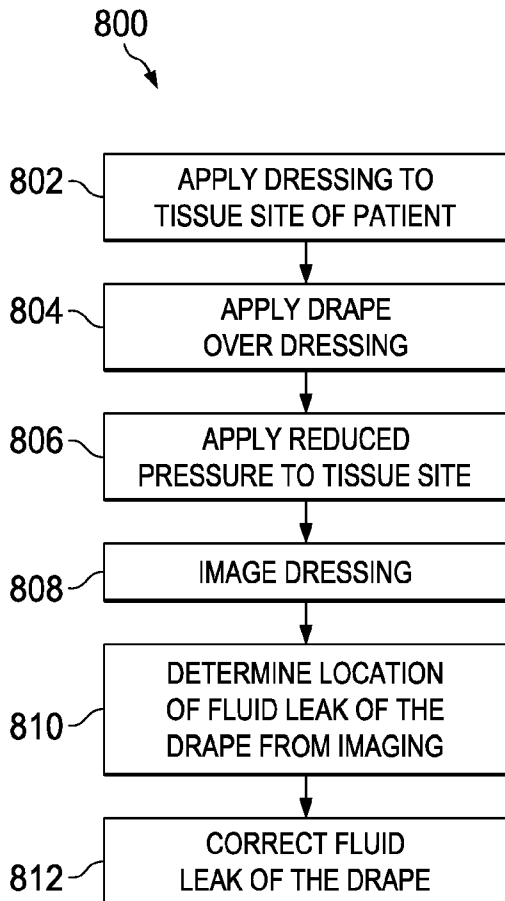 800
802
APPLY DRESSING TO
TISSUE SITE OF PATIENT
804
APPLY DRAPE
OVER DRESSING
806
APPLY REDUCED
PRESSURE TO TISSUE SITE
808
IMAGE DRESSING
810
DETERMINE LOCATION
OF FLUID LEAK OF THE
DRAPE FROM IMAGING
812
CORRECT FLUID
LEAK OF THE DRAPE